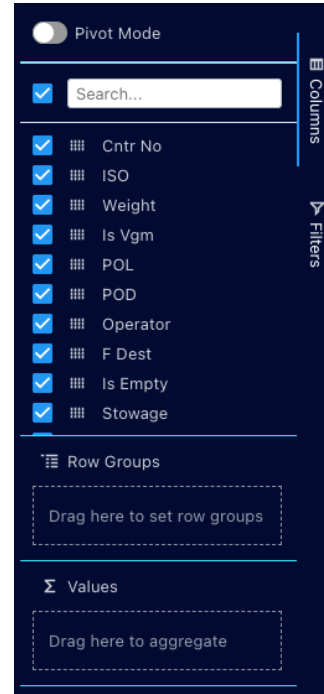 Pivot Mode
Search...
Cntr No
ISO
Weight
Is Vgm
POL
POD
Operator
F Dest
Is Empty
Stowage
Row Groups
Drag here to set row groups
Values
Drag here to aggregate
Columns
Filters